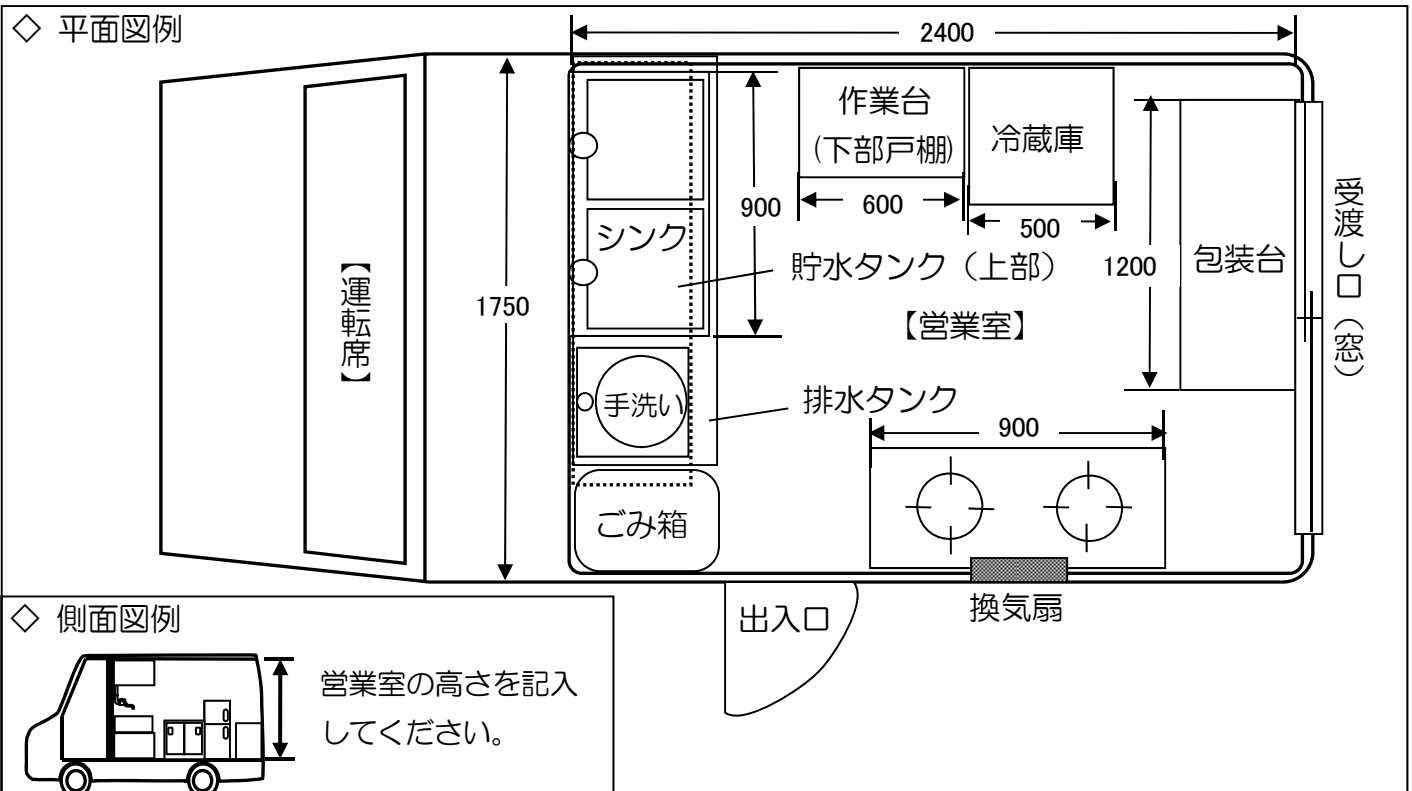 ◇ 平面図例
2400
作業台
(下部戸棚)
冷蔵庫
900
600
500
シンク
貯水タンク（上部）
1200
包装台
受渡し口（窓）
【運転席】
1750
【営業室】
手洗い
排水タンク
900
ごみ箱
出入口
換気扇
◇ 側面図例
営業室の高さを記入
してください。